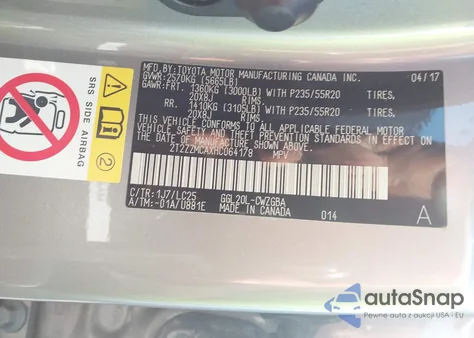 MFD.BY:TOYOTA MOTOR MANUFACTURING CANADA INC. 04/17
GVWR:2570KG (5665LB)
GAWR:FRT. 1360KG (3000LB) WITH P235/55R20 TIRES,
20X8J RIMS,
RR. 1410KG (3105LB) WITH P235/55R20 TIRES,
20X8J RIMS,
THIS VEHICLE CONFORMS TO ALL APPLICABLE FEDERAL MOTOR
VEHICLE SAFETY, BUMPER, AND THEFT PREVENTION STANDARDS IN EFFECT ON
THE DATE OF MANUFACTURE SHOWN ABOVE.
2T2ZZMCAXHC064178 MPV
C/TR:1J7/LC25 GGL20L-CWZGBA
A/TM:-01A/U881E MADE IN CANADA 014 A
SRS SIDE AIRBAG
2
autoSnap
Pewne auta z aukcji USA i EU